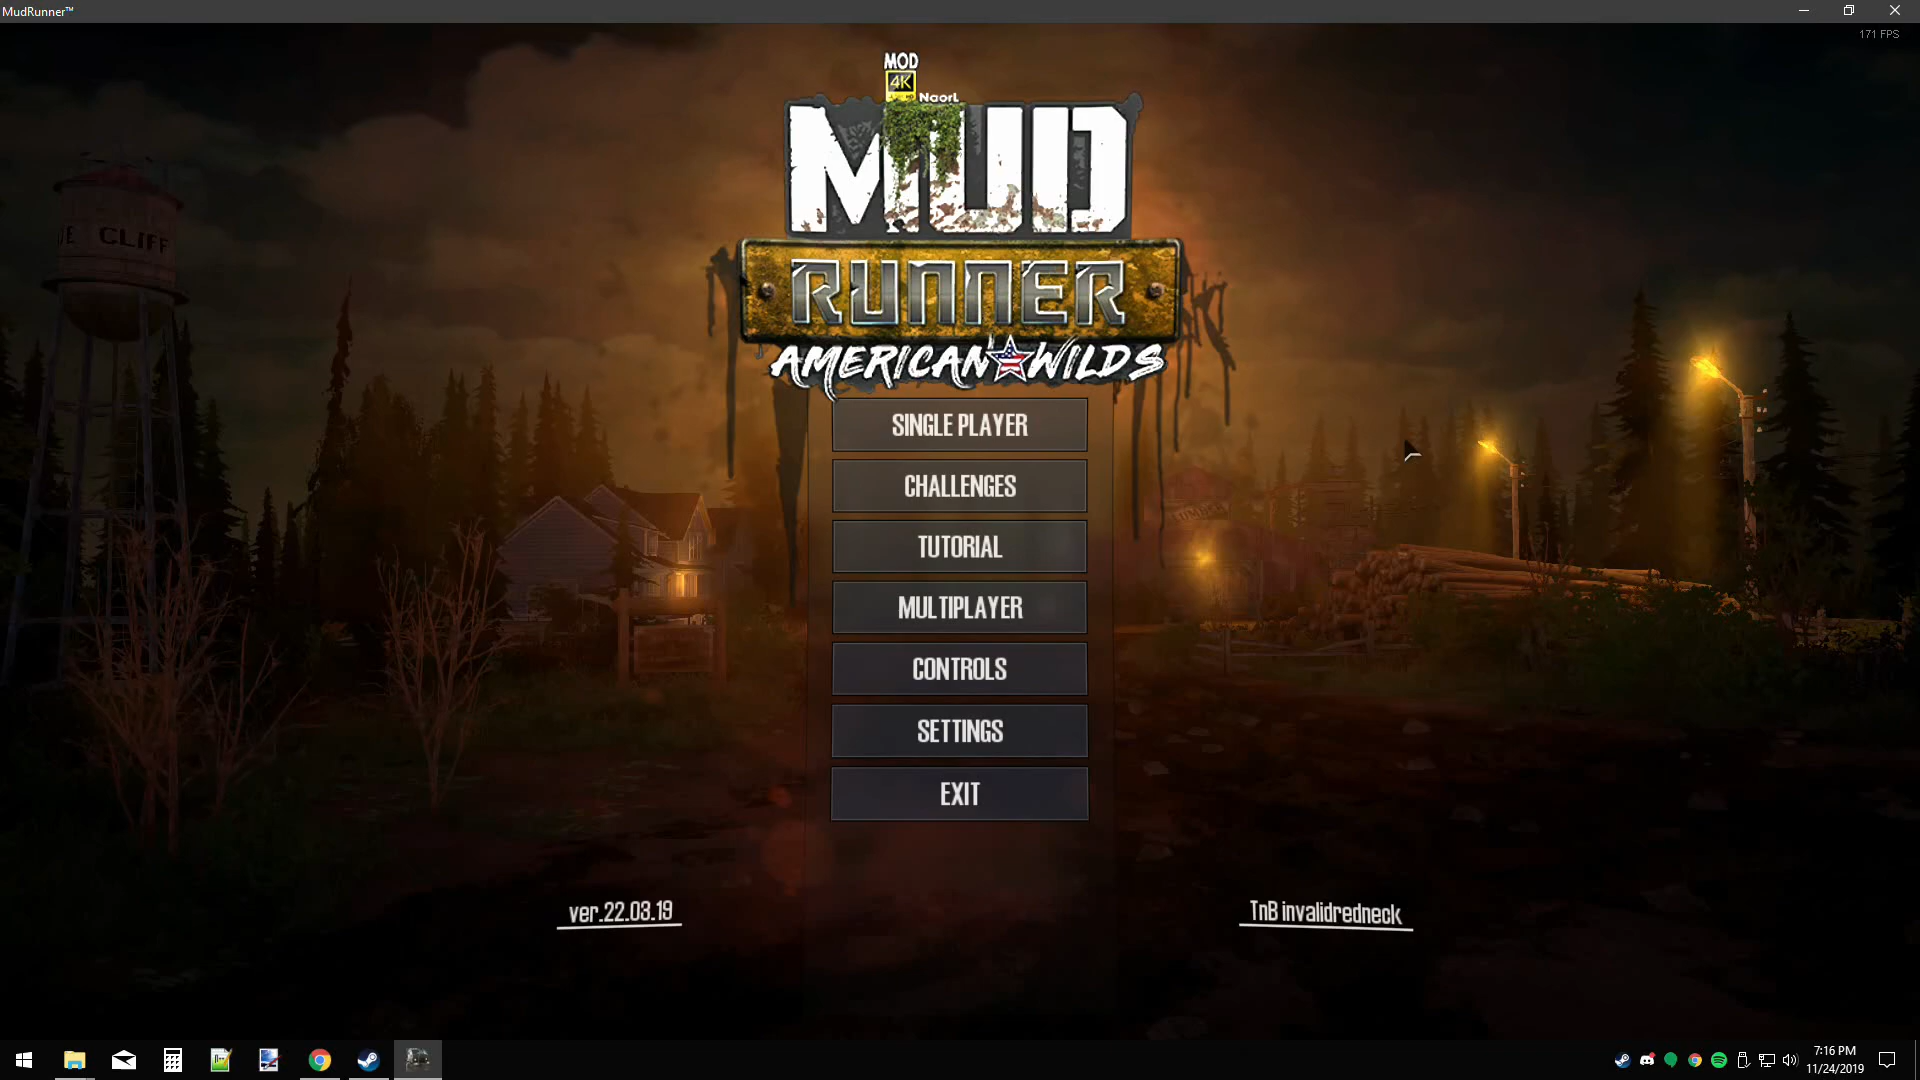 MudRunner™
171 FPS
MOD
4K
NaorL
MUD
RUNNER
AMERICAN WILDS
CLIFF
SINGLE PLAYER
CHALLENGES
TUTORIAL
MULTIPLAYER
CONTROLS
SETTINGS
EXIT
ver.22.03.19
TnB invalidredneck
7:16 PM
11/24/2019